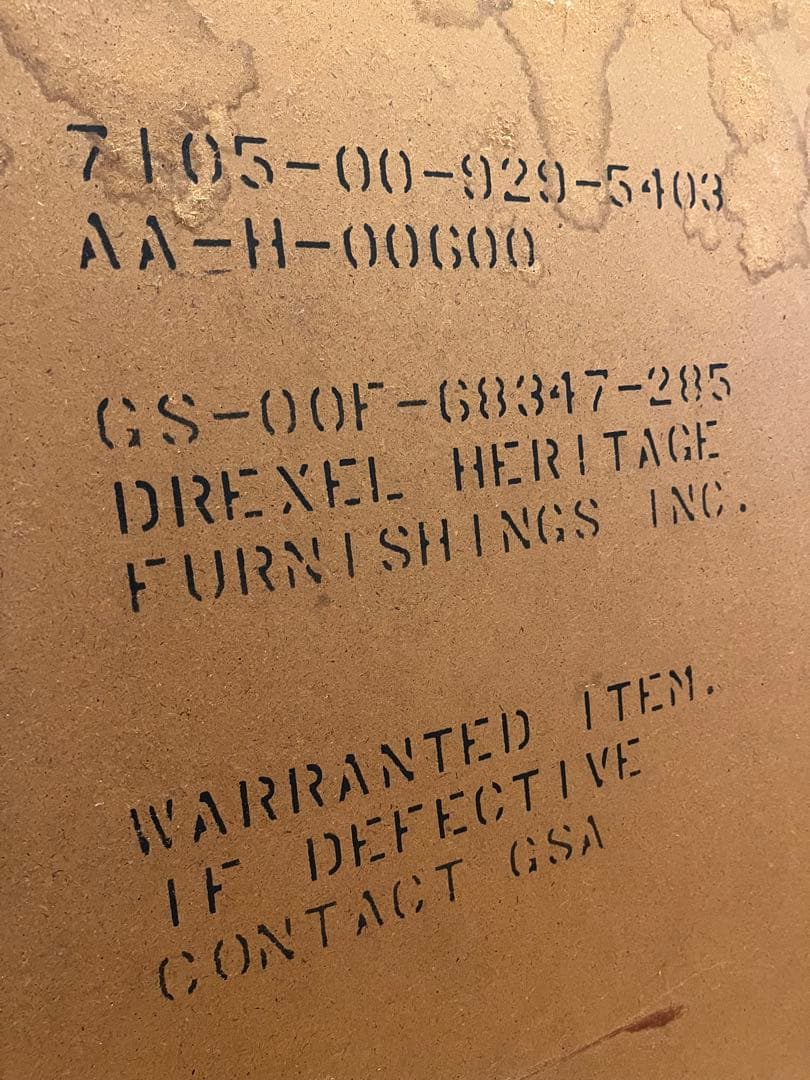 7105-00-929-5403
AA-H-00600
GS-00F-68347-285
DREXEL HERITAGE
FURNISHINGS INC.
WARRANTED ITEM.
IF DEFECTIVE
CONTACT GSA